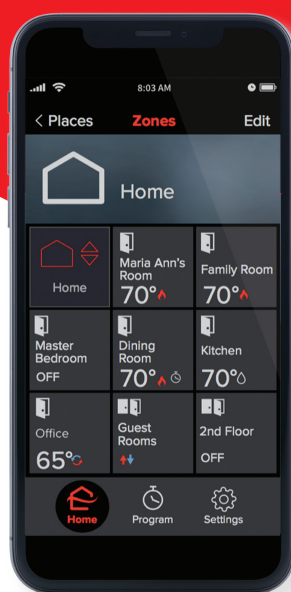 8:03 AM
< Places Zones Edit
Home
Home
Maria Ann's
Room
70°
Family Room
70°
Master
Bedroom
OFF
Dining
Room
70°
Kitchen
70°
Office
65°
Guest
Rooms
2nd Floor
OFF
Home Program Settings